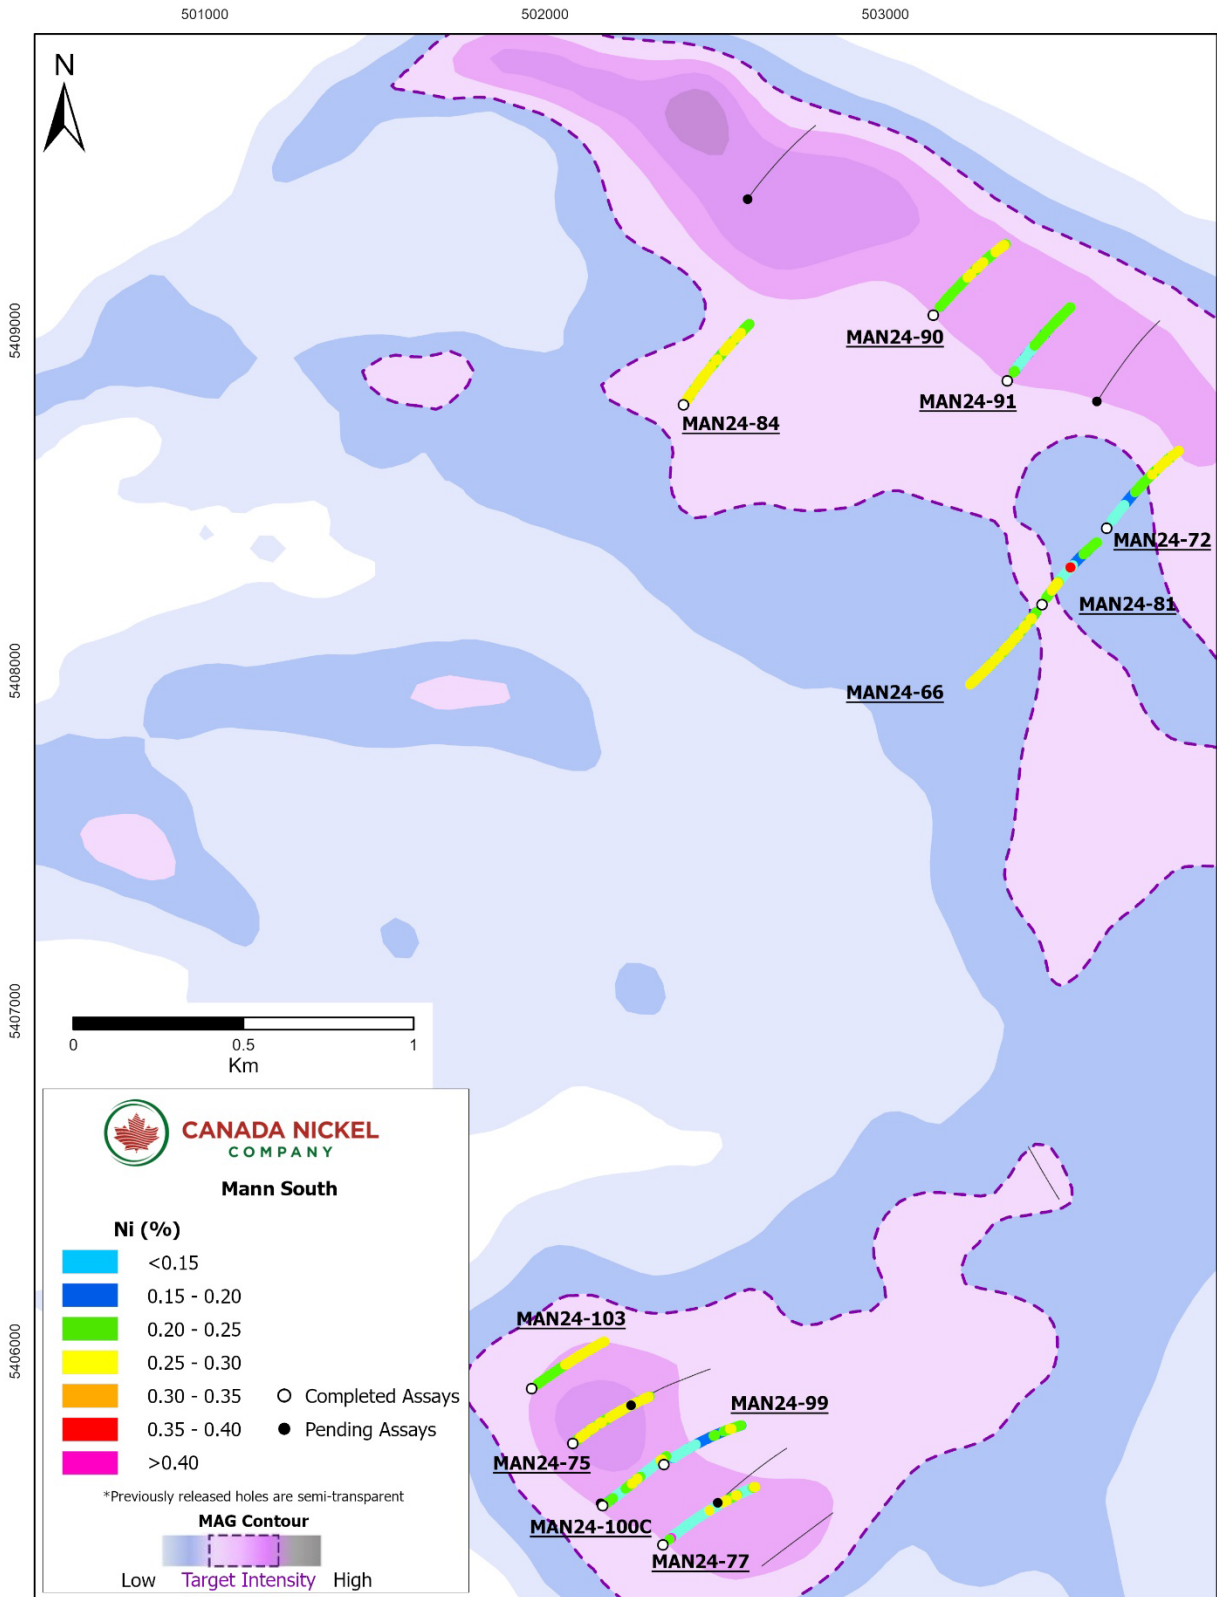 501000
502000
503000
N
5409000
MAN24-90
MAN24-91
MAN24-84
MAN24-72
MAN24-81
5408000
MAN24-66
5407000
0
0.5
1
Km
CANADA NICKEL
COMPANY
Mann South
Ni (%)
<0.15
0.15 - 0.20
0.20 - 0.25
0.25 - 0.30
0.30 - 0.35
0.35 - 0.40
>0.40
Completed Assays
Pending Assays
*Previously released holes are semi-transparent
MAG Contour
Low
Target Intensity
High
5406000
MAN24-103
MAN24-99
MAN24-75
MAN24-100C
MAN24-77